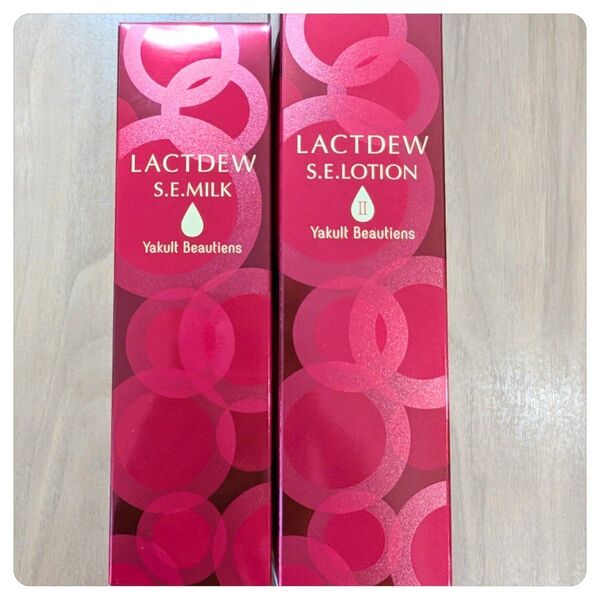 LACTDEW
S.E.MILK
Yakult Beautiens
LACTDEW
S.E.LOTION
II
Yakult Beautiens